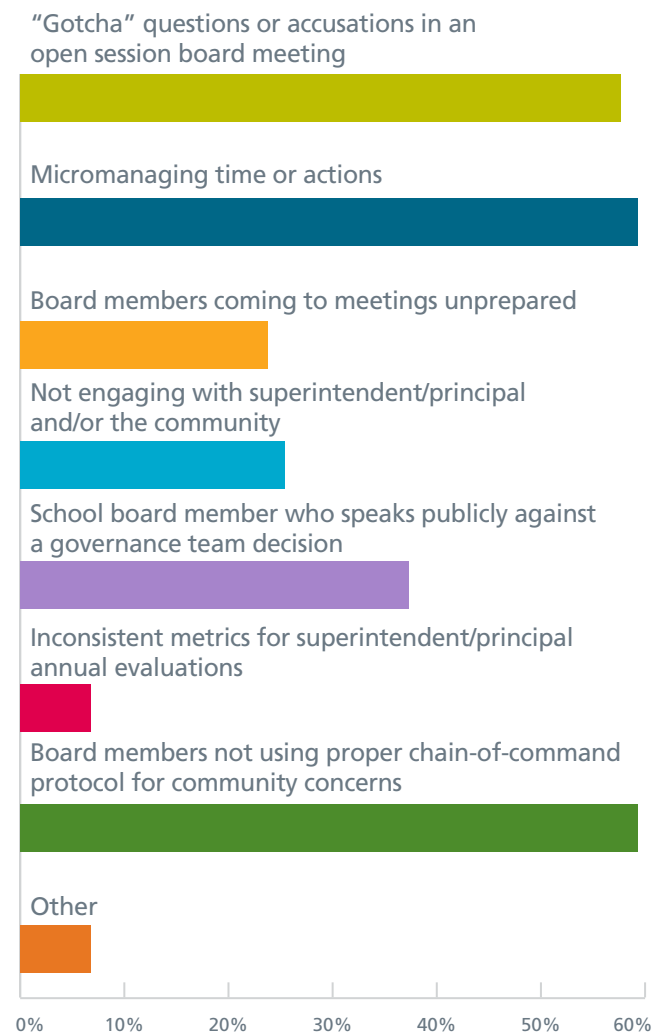 “Gotcha” questions or accusations in an
open session board meeting
Micromanaging time or actions
Board members coming to meetings unprepared
Not engaging with superintendent/principal
and/or the community
School board member who speaks publicly against
a governance team decision
Inconsistent metrics for superintendent/principal
annual evaluations
Board members not using proper chain-of-command
protocol for community concerns
Other
0% 10% 20% 30% 40% 50% 60%